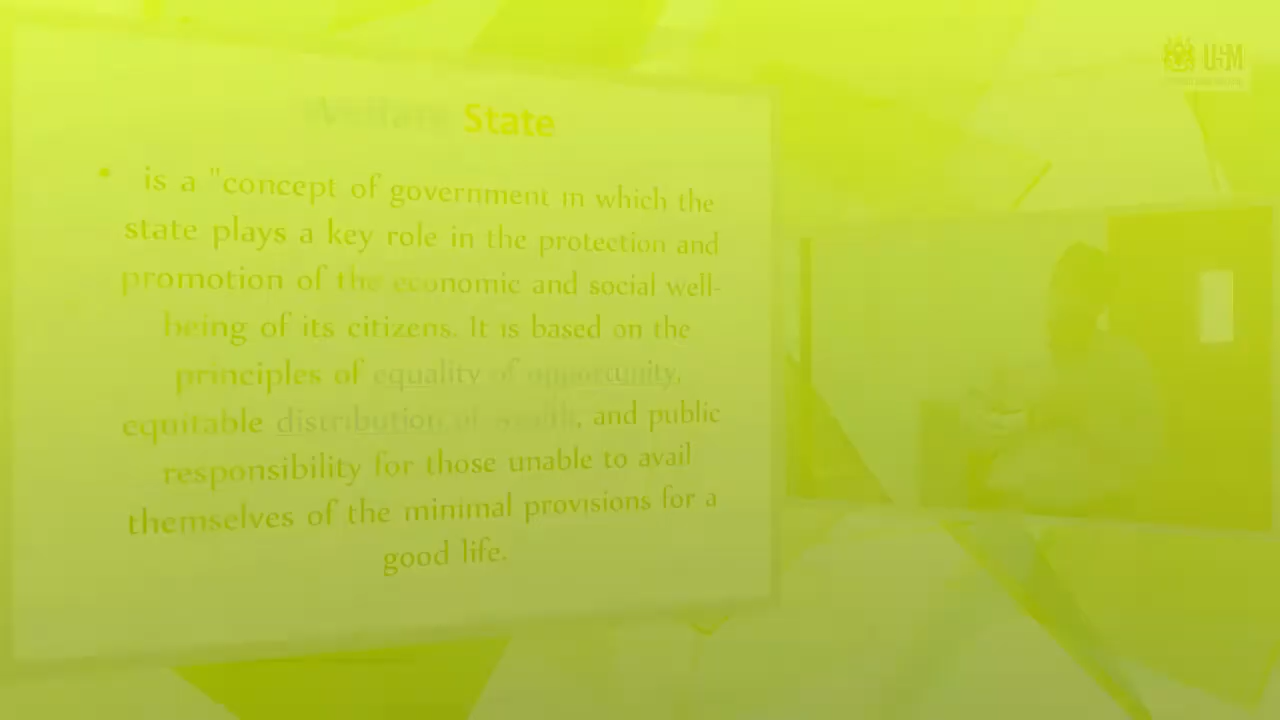 Welfare State
• is a "concept of government in which the
state plays a key role in the protection and
promotion of the economic and social well-
being of its citizens. It is based on the
principles of equality of opportunity,
equitable distribution of wealth, and public
responsibility for those unable to avail
themselves of the minimal provisions for a
good life.
USM